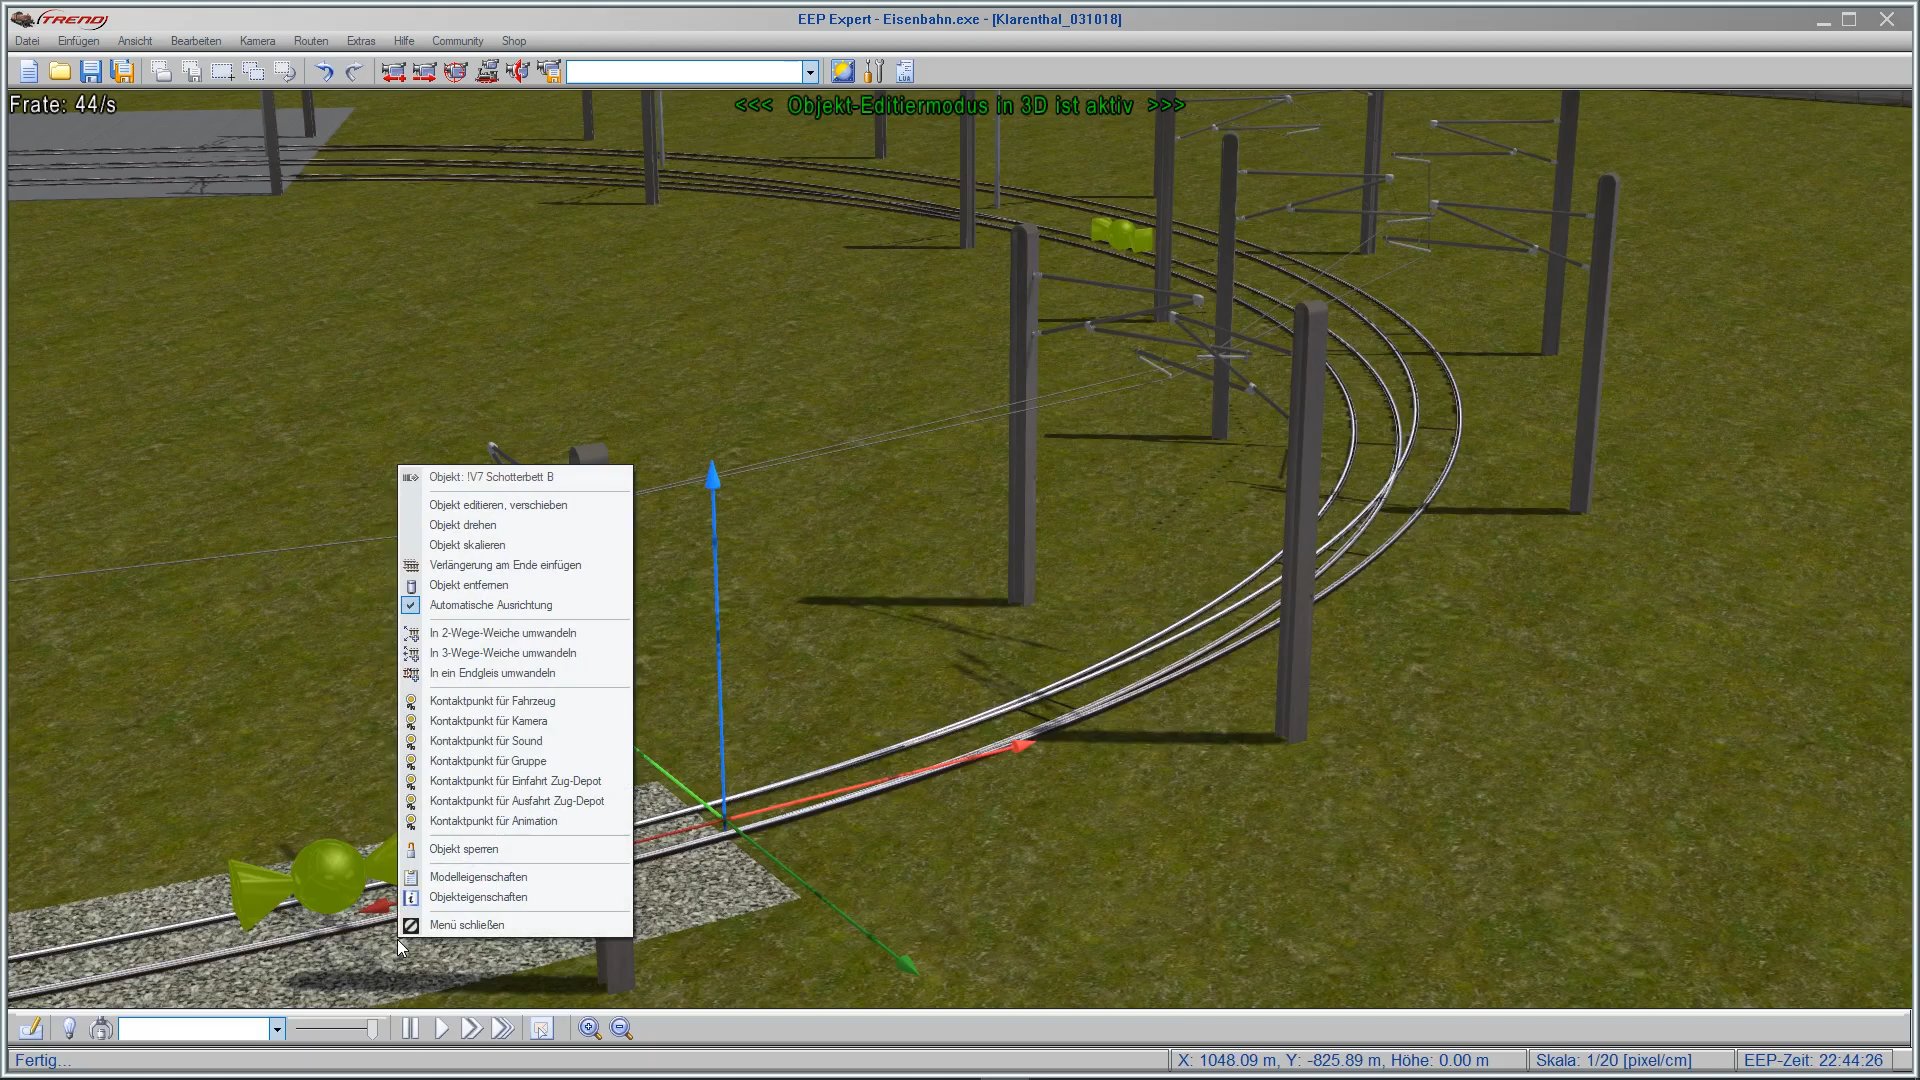 TREND
EEP Expert - Eisenbahn.exe - [Klarenthal_031018]
Datei Einfügen Ansicht Bearbeiten Kamera Routen Extras Hilfe Community Shop
LUA
Frate: 44/s
<<< Objekt-Editiermodus in 3D ist aktiv >>>
Objekt: !V7 Schotterbett B
Objekt editieren, verschieben
Objekt drehen
Objekt skalieren
Verlängerung am Ende einfügen
Objekt entfernen
Automatische Ausrichtung
In 2-Wege-Weiche umwandeln
In 3-Wege-Weiche umwandeln
In ein Endgleis umwandeln
Kontaktpunkt für Fahrzeug
Kontaktpunkt für Kamera
Kontaktpunkt für Sound
Kontaktpunkt für Gruppe
Kontaktpunkt für Einfahrt Zug-Depot
Kontaktpunkt für Ausfahrt Zug-Depot
Kontaktpunkt für Animation
Objekt sperren
Modelleigenschaften
Objekteigenschaften
Menü schließen
Fertig...
X: 1048.09 m, Y: -825.89 m, Höhe: 0.00 m
Skala: 1/20 [pixel/cm]
EEP-Zeit: 22:44:26